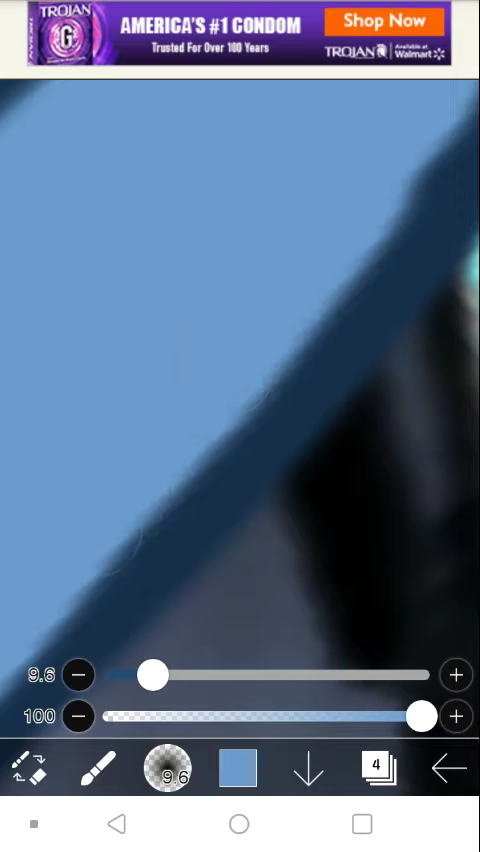 TROJAN
G
TROJAN
AMERICA'S #1 CONDOM
Trusted For Over 100 Years
Shop Now
TROJAN
Available at
Walmart
9.6
100
9.6
4